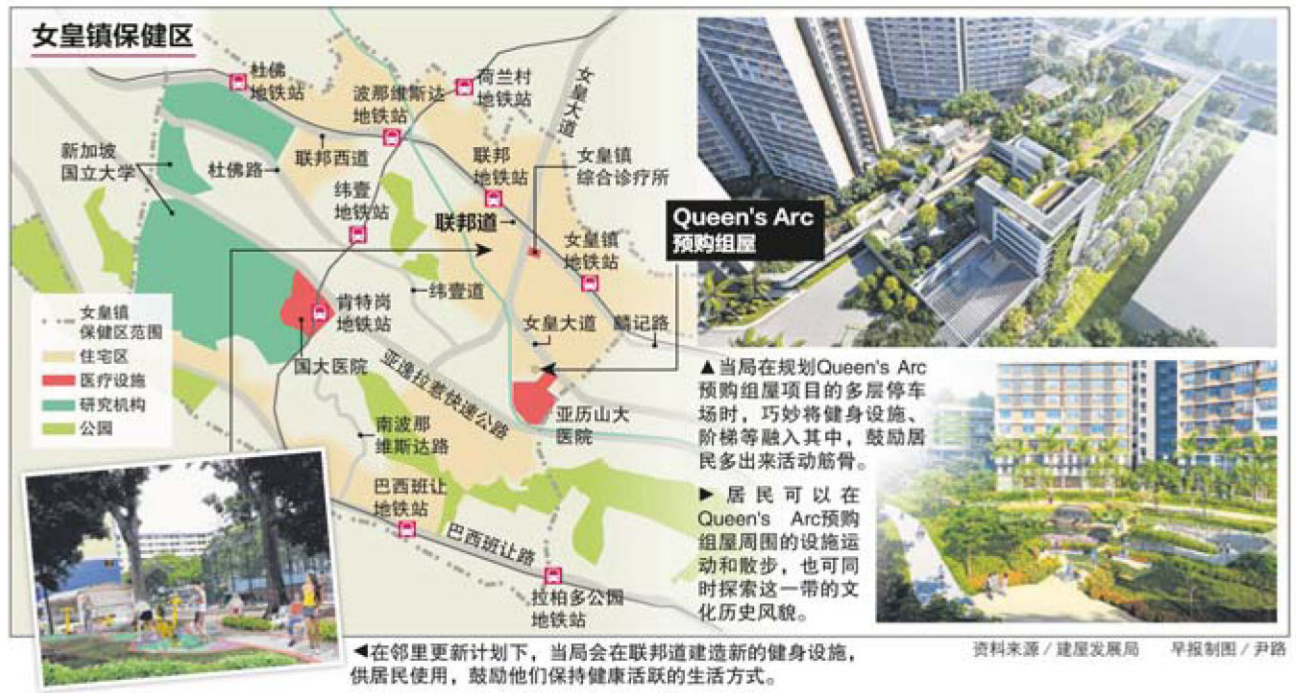 女皇镇保健区
杜佛
地铁站
波那维斯达
地铁站
荷兰村
地铁站
女皇大道
新加坡
国立大学
杜佛路
联邦西道
联邦
地铁站
女皇镇
综合诊疗所
纬壹
地铁站
联邦道
女皇镇
地铁站
Queen's Arc
预购组屋
纬壹道
女皇镇
保健区范围
住宅区
医疗设施
研究机构
公园
肯特岗
地铁站
国大医院
女皇大道
麟记路
亚逸拉惹快速公路
亚历山大
医院
南波那
维斯达路
巴西班让
地铁站
巴西班让路
拉柏多公园
地铁站
▲当局在规划Queen's Arc
预购组屋项目的多层停车
场时，巧妙将健身设施、
阶梯等融入其中，鼓励居
民多出来活动筋骨。
▶居民可以在
Queen's Arc预购
组屋周围的设施运
动和散步，也可同
时探索这一带的文
化历史风貌。
◀在邻里更新计划下，当局会在联邦道建造新的健身设施，
供居民使用，鼓励他们保持健康活跃的生活方式。
资料来源／建屋发展局 早报制图／尹路